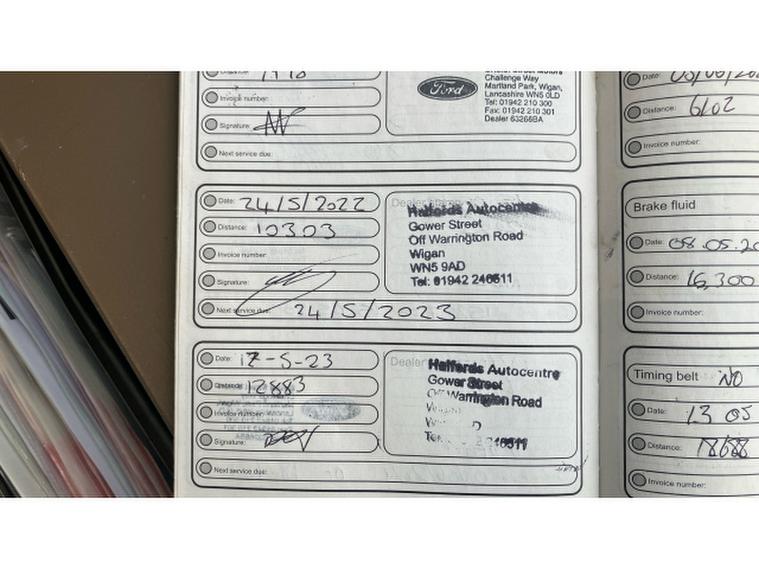 Ford
Challenge Way
Martland Park, Wigan,
Lancashire WN5 0LD
Tel: 01942 210 300
Fax: 01942 210 301
Dealer 63266BA
Invoice number:
Signature:
Next service due:
Date: 24/5/2022
Distance: 10303
Invoice number:
Signature:
Next service due: 24/5/2023
Dealer stamp
Halfords Autocentre
Gower Street
Off Warrington Road
Wigan
WN5 9AD
Tel: 01942 246511
Date: 17-5-23
Distance: 12883
Invoice number:
Signature:
Next service due:
Dealer
Halfords Autocentre
Gower Street
Off Warrington Road
Date:
Distance: 6102
Invoice number:
Brake fluid
Date: 08.05.20
Distance: 16,300
Invoice number:
Timing belt NO
Date: 13 05
Distance:
Invoice number: